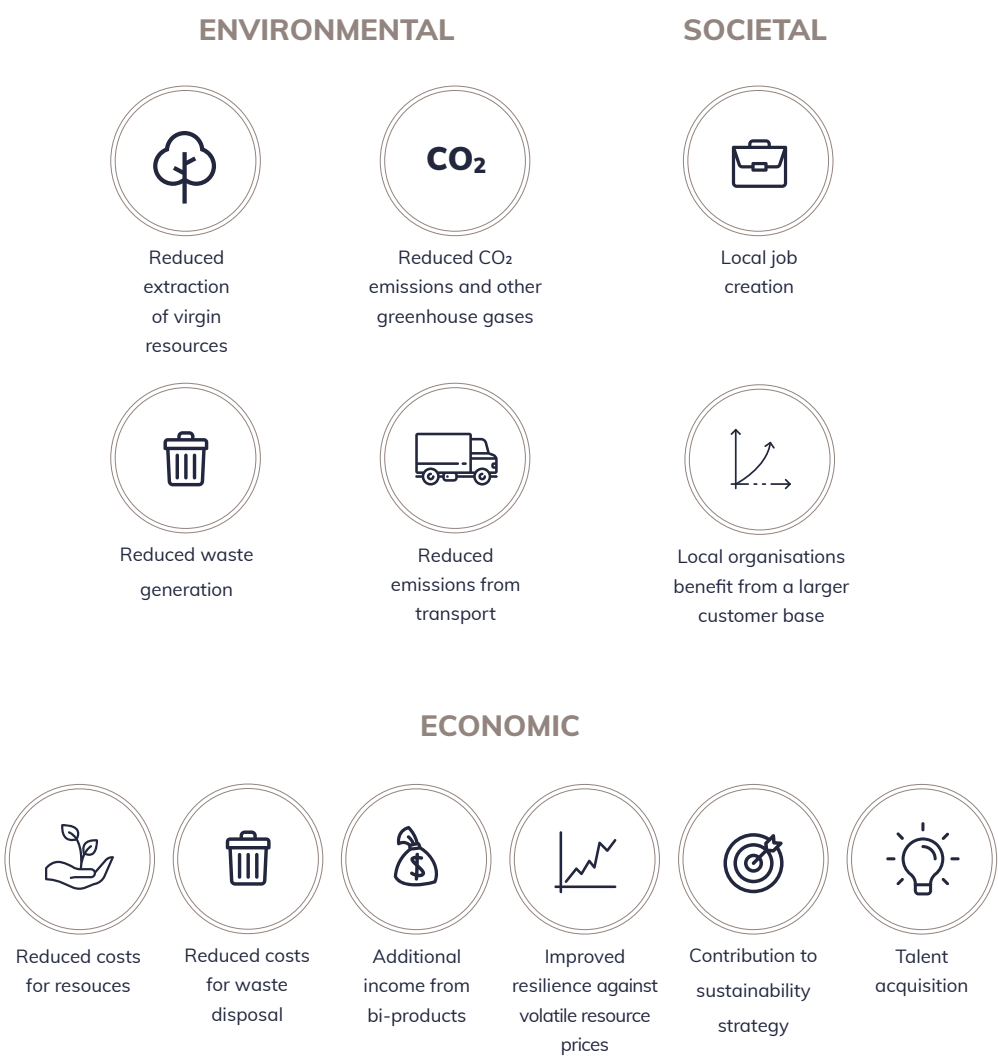 ENVIRONMENTAL
SOCIETAL
CO₂
Reduced
extraction
of virgin
resources
Reduced CO₂
emissions and other
greenhouse gases
Local job
creation
Reduced waste
generation
Reduced
emissions from
transport
Local organisations
benefit from a larger
customer base
ECONOMIC
$
Reduced costs
for resouces
Reduced costs
for waste
disposal
Additional
income from
bi-products
Improved
resilience against
volatile resource
prices
Contribution to
sustainability
strategy
Talent
acquisition